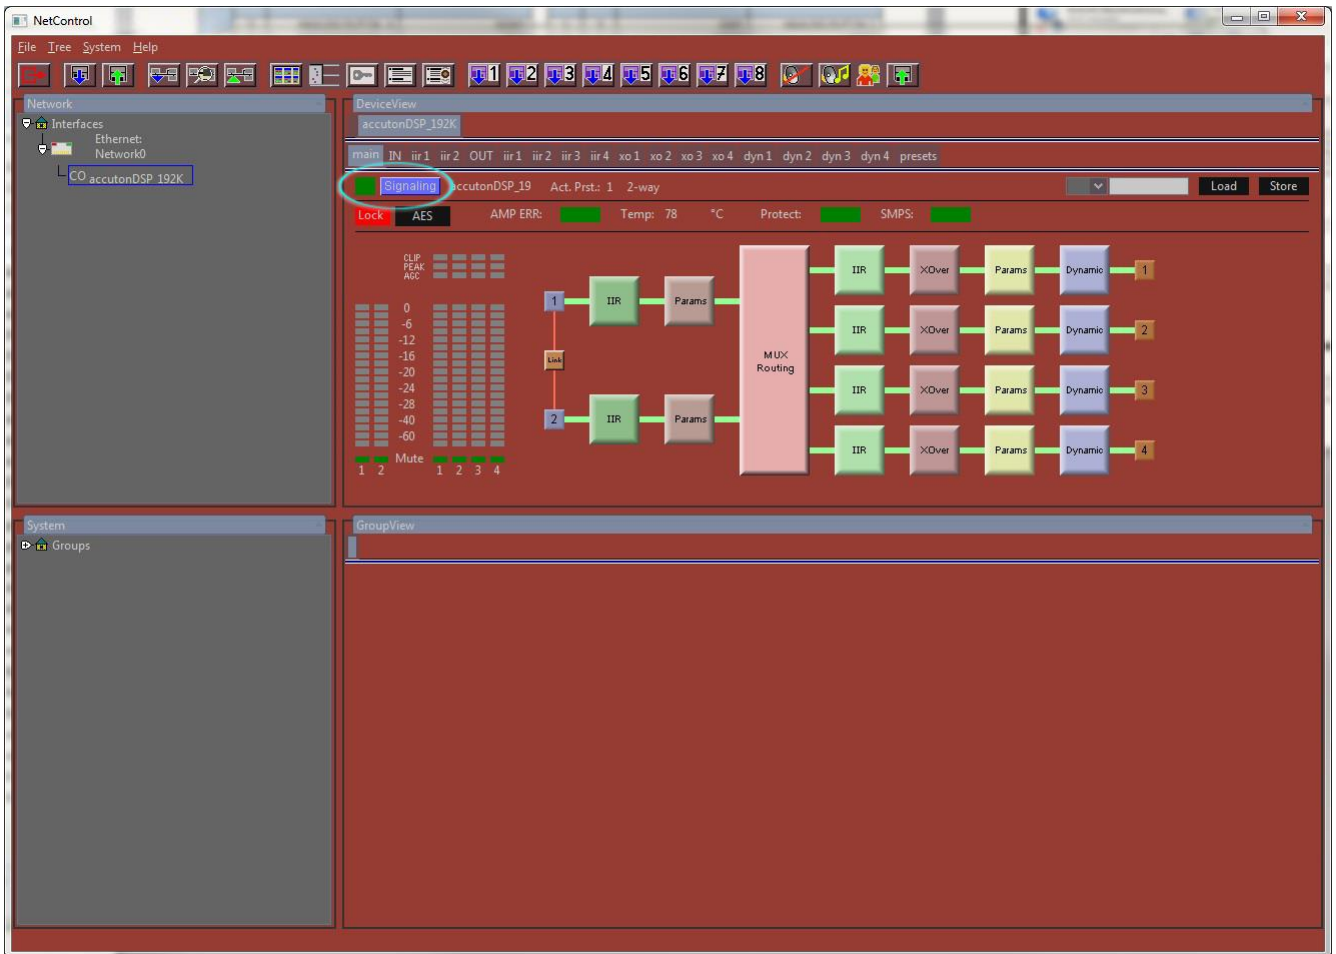 NetControl
File Tree System Help
1 2 3 4 5 6 7 8
Network
Interfaces
Ethernet:
Network0
CO accutonDSP_192K
DeviceView
accutonDSP_192K
main IN iir1 iir2 OUT iir1 iir2 iir3 iir4 xo1 xo2 xo3 xo4 dyn1 dyn2 dyn3 dyn4 presets
Signaling accutonDSP_19 Act. Prst.: 1 2-way Load Store
Lock AES AMP ERR: Temp: 78 °C Protect: SMPS:
CLIP
PEAK
AGC
0
-6
-12
-16
-20
-24
-28
-40
-60
Mute
1 2 1 2 3 4
1 IIR Params
Link
2 IIR Params
MUX
Routing
IIR XOver Params Dynamic 1
IIR XOver Params Dynamic 2
IIR XOver Params Dynamic 3
IIR XOver Params Dynamic 4
System
Groups
GroupView